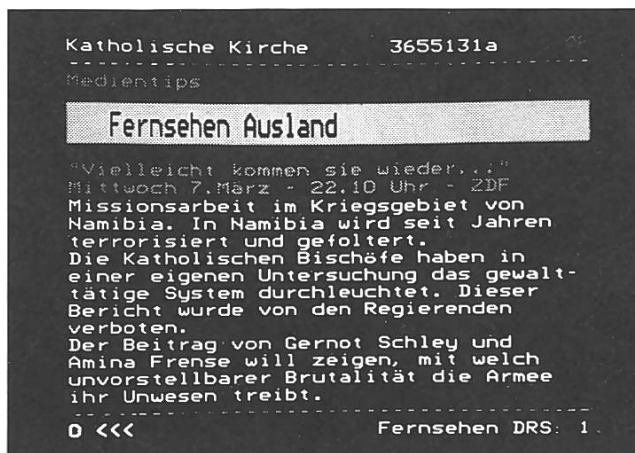 Katholische Kirche 3655131a
Medientips
Fernsehen Ausland
"Vielleicht kommen sie wieder..."
Mittwoch 7.März - 22.10 Uhr - ZDF
Missionsarbeit im Kriegsgebiet von
Namibia. In Namibia wird seit Jahren
terrorisiert und gefoltert.
Die Katholischen Bischöfe haben in
einer eigenen Untersuchung das gewalt-
tätige System durchleuchtet. Dieser
Bericht wurde von den Regierenden
verboten.
Der Beitrag von Gernot Schley und
Amina Frense will zeigen, mit welch
unvorstellbarer Brutalität die Armee
ihr Unwesen treibt.
0 <<< Fernsehen DRS: 1